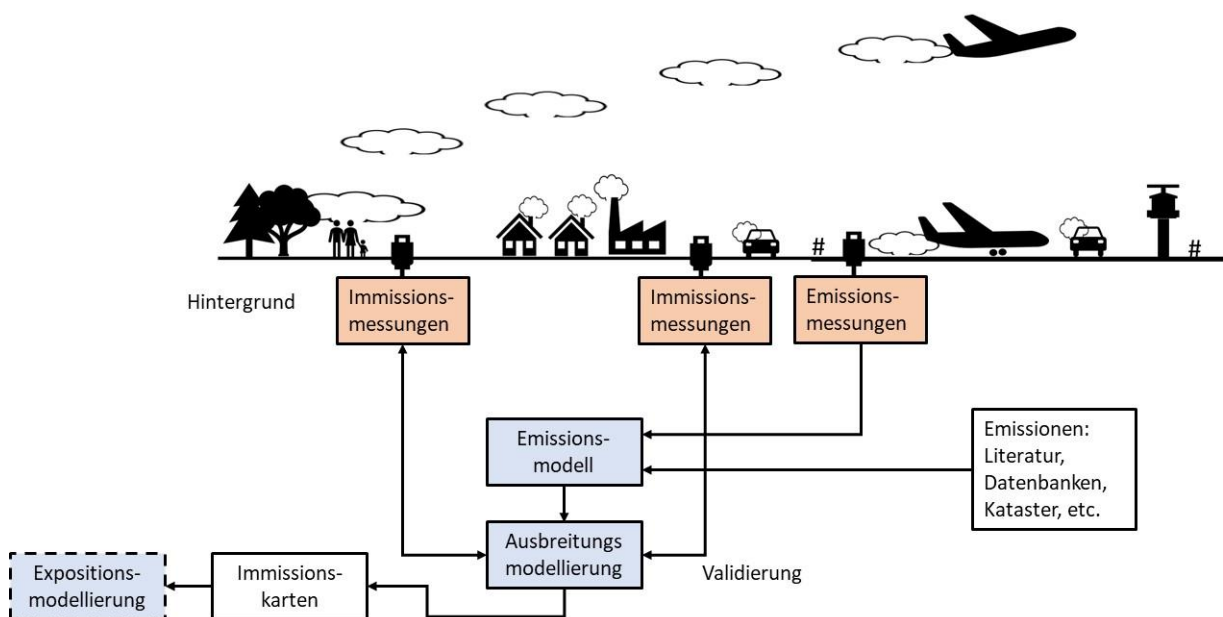 # #
Hintergrund
Immissions-
messungen
Immissions-
messungen
Emissions-
messungen
Emissions-
modell
Emissionen:
Literatur,
Datenbanken,
Kataster, etc.
Ausbreitungs
modellierung
Validierung
Expositions-
modellierung
Immissions-
karten